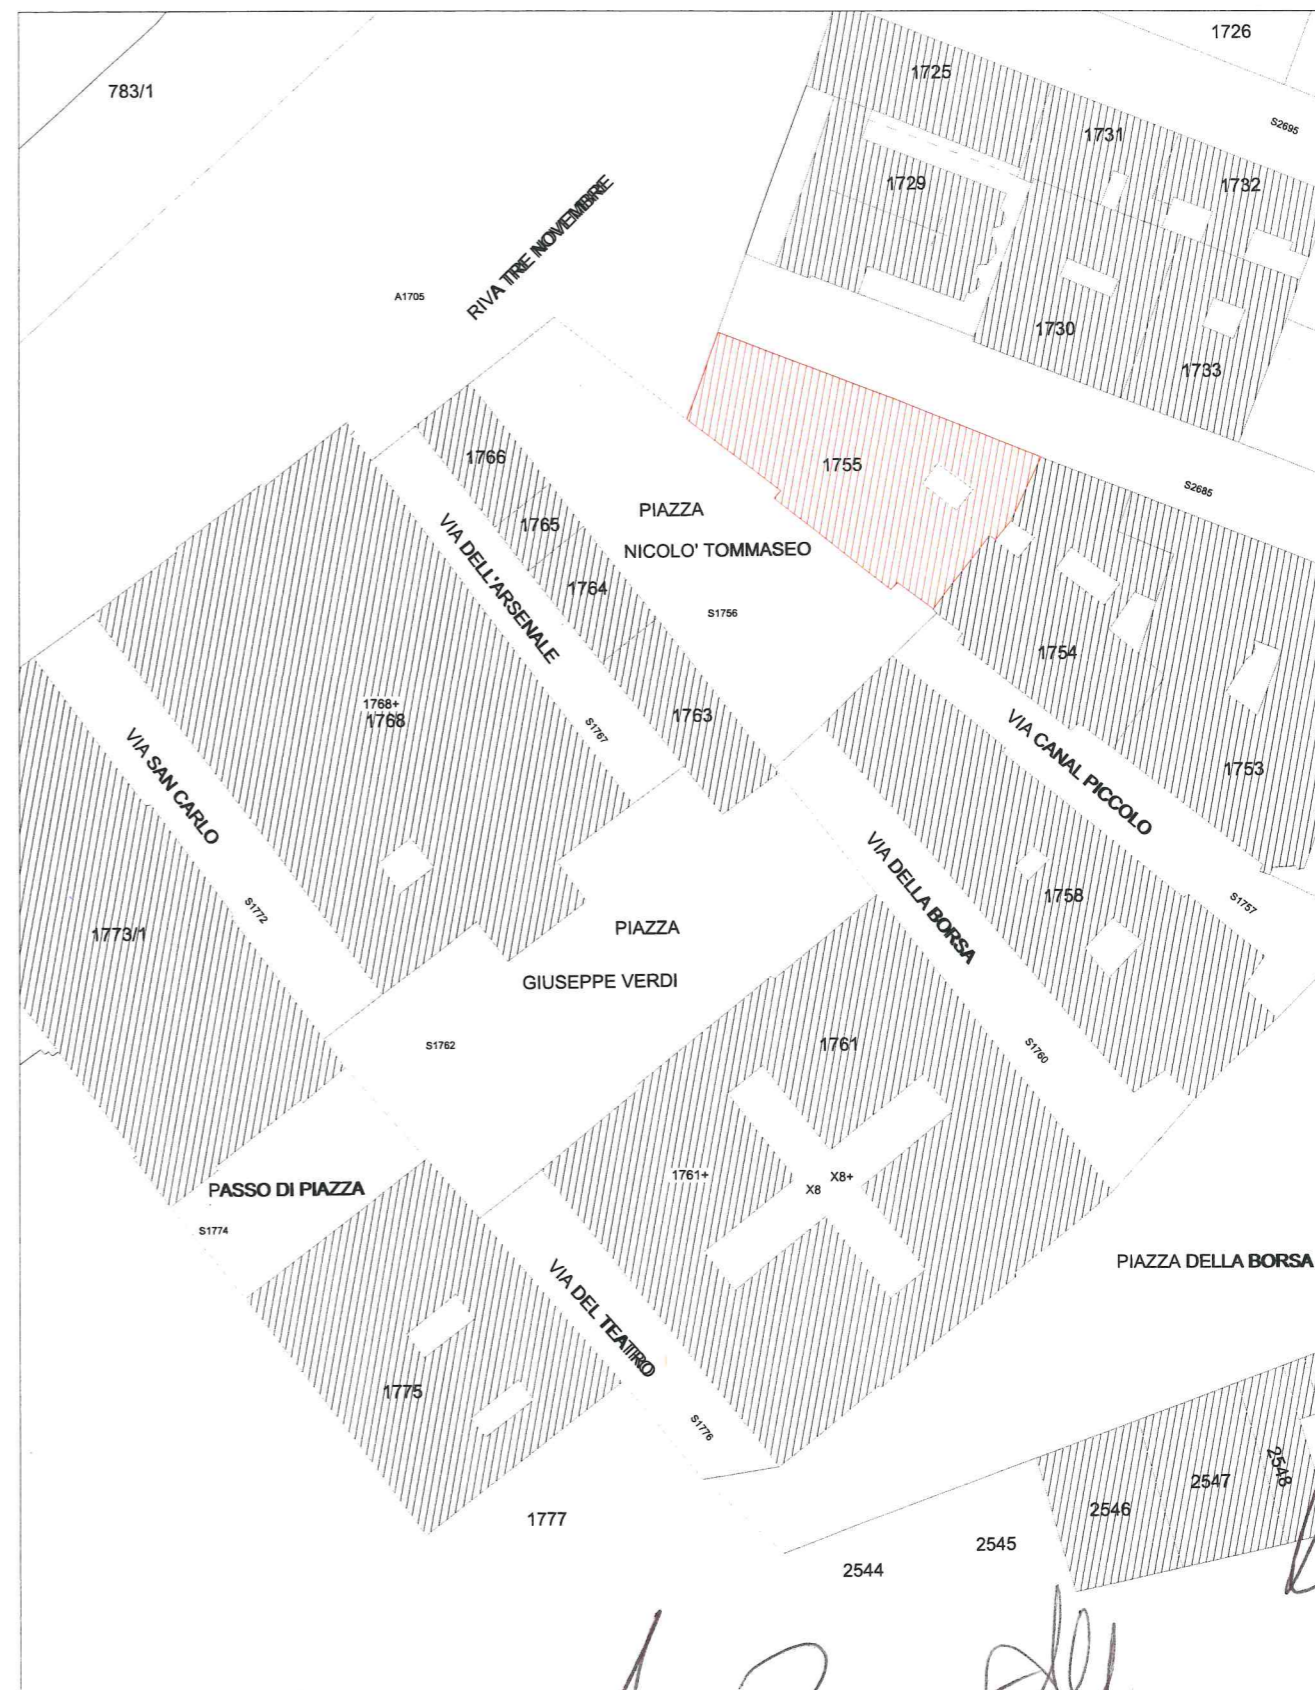 1726
783/1
1725
S2695
1731
1729
1732
RIVA TRE NOVEMBRE
A1705
1730
1733
1766
1755
S2685
PIAZZA
NICOLO' TOMMASEO
1765
VIA DELL'ARSENALE
1764
S1756
1754
1768+
1768
1763
S1767
VIA CANAL PICCOLO
1753
VIA SAN CARLO
VIA DELLA BORSA
1758
S1757
S1772
1773/1
PIAZZA
GIUSEPPE VERDI
S1762
1761
S1760
1761+
X8+
X8
PASSO DI PIAZZA
S1774
PIAZZA DELLA BORSA
VIA DEL TEATRO
1775
S1776
2548
2547
2546
1777
2545
2544